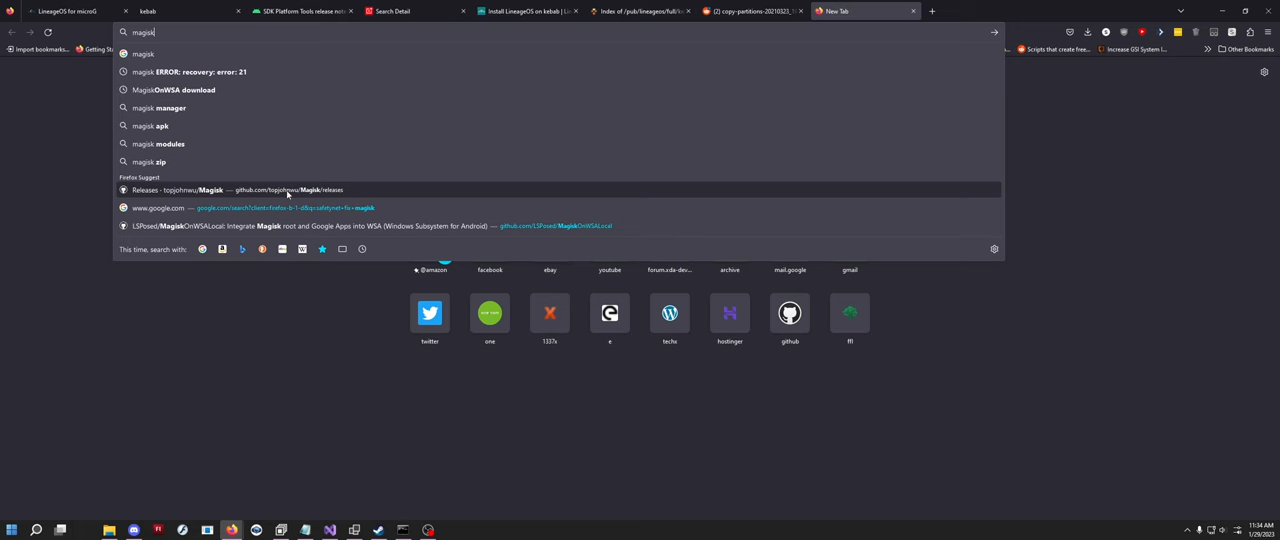 LineageOS for microG
kebab
SDK Platform Tools release not
Search Detail
Install LineageOS on kebab | Lin
Index of /pub/lineageos/full/k
(2) copy-partitions-20210323_1
New Tab
magisk
Import bookmarks...
Getting Sta
Scripts that create free...
Increase GSI System I...
Other Bookmarks
magisk
magisk ERROR: recovery: error: 21
MagiskOnWSA download
magisk manager
magisk apk
magisk modules
magisk zip
Firefox Suggest
Releases · topjohnwu/Magisk — github.com/topjohnwu/Magisk/releases
www.google.com — google.com/search?client=firefox-b-1-d&q=safetynet+fix+magisk
LSPosed/MagiskOnWSALocal: Integrate Magisk root and Google Apps into WSA (Windows Subsystem for Android) — github.com/LSPosed/MagiskOnWSALocal
This time, search with:
@amazon
facebook
ebay
youtube
forum.xda-dev...
archive
mail.google
gmail
twitter
one
1337x
e
techx
hostinger
github
ffl
11:34 AM
1/29/2023